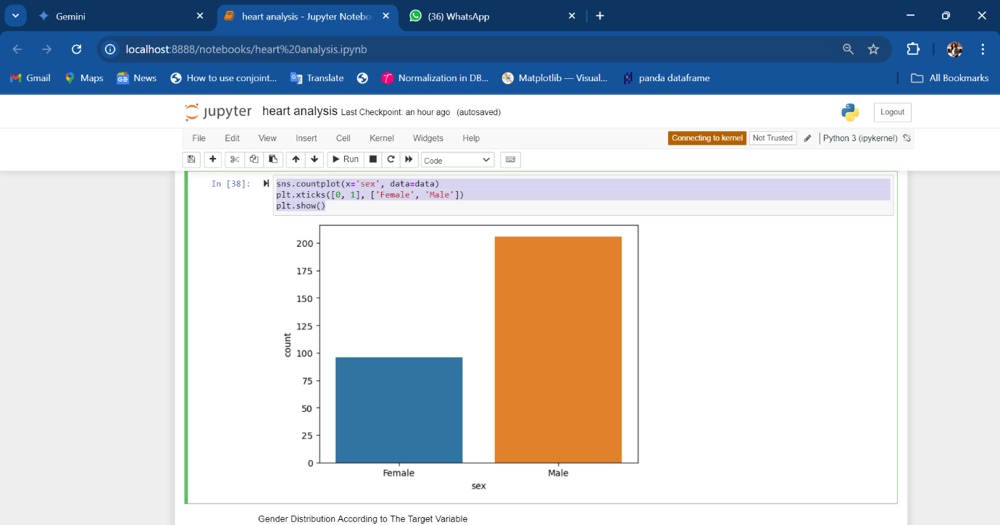 Gemini
heart analysis - Jupyter Notebo
(36) WhatsApp
localhost:8888/notebooks/heart%20analysis.ipynb
Gmail
Maps
News
How to use conjoint...
Translate
Normalization in DB...
Matplotlib — Visual...
panda dataframe
All Bookmarks
jupyter heart analysis Last Checkpoint: an hour ago (autosaved)
Logout
File Edit View Insert Cell Kernel Widgets Help
Connecting to kernel Not Trusted Python 3 (ipykernel)
Run Code
In [38]:
sns.countplot(x='sex', data=data)
plt.xticks([0, 1], ['Female', 'Male'])
plt.show()
200
175
150
125
100
75
50
25
0
count
Female Male
sex
Gender Distribution According to The Target Variable